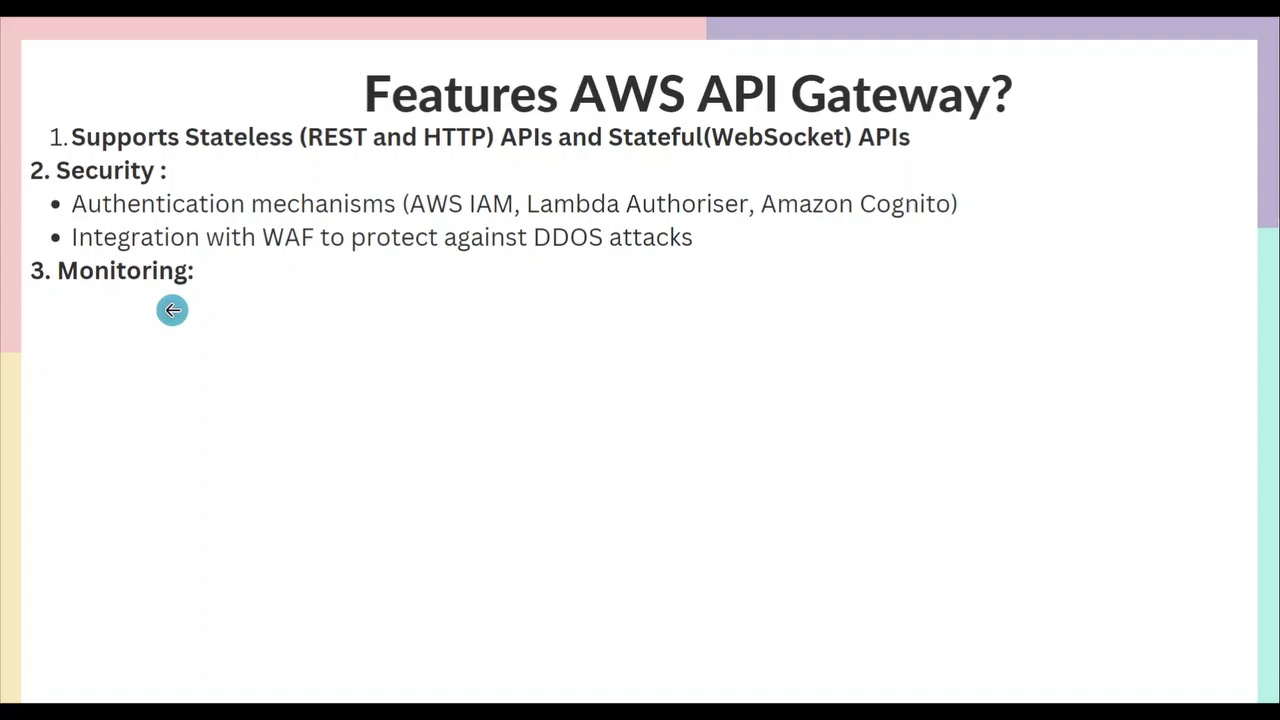 Features AWS API Gateway?
1. Supports Stateless (REST and HTTP) APIs and Stateful(WebSocket) APIs
2. Security :
• Authentication mechanisms (AWS IAM, Lambda Authoriser, Amazon Cognito)
• Integration with WAF to protect against DDOS attacks
3. Monitoring: